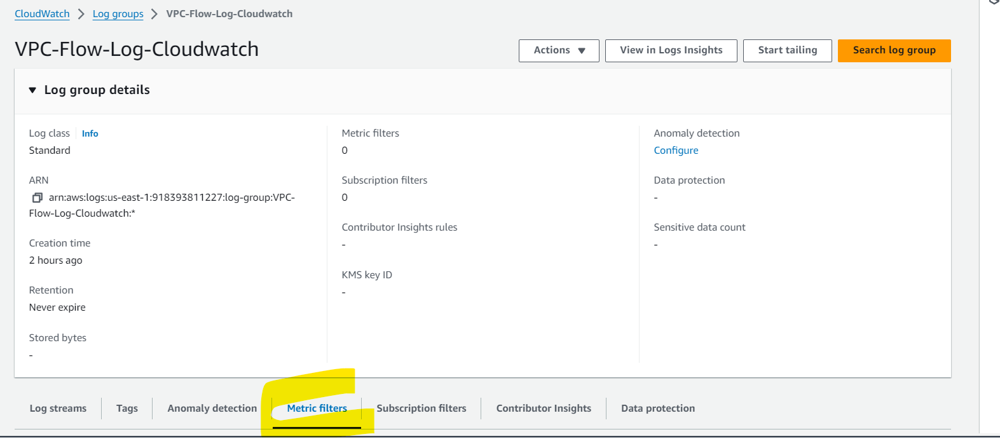 CloudWatch > Log groups > VPC-Flow-Log-Cloudwatch
VPC-Flow-Log-Cloudwatch
Actions ▼ View in Logs Insights Start tailing Search log group
▼ Log group details
Log class Info
Standard
ARN
arn:aws:logs:us-east-1:918393811227:log-group:VPC-
Flow-Log-Cloudwatch:*
Creation time
2 hours ago
Retention
Never expire
Stored bytes
-
Metric filters
0
Subscription filters
0
Contributor Insights rules
-
KMS key ID
-
Anomaly detection
Configure
Data protection
-
Sensitive data count
-
Log streams Tags Anomaly detection Metric filters Subscription filters Contributor Insights Data protection